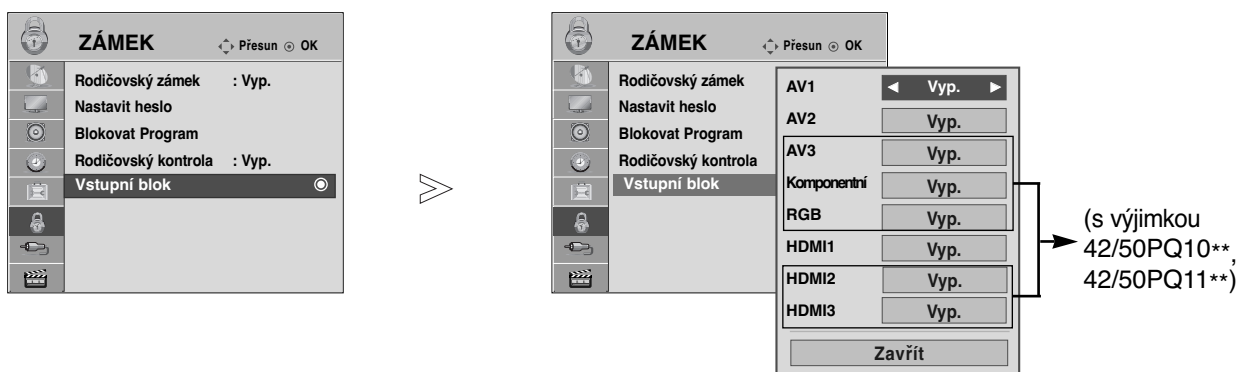 ZÁMEK
Přesun OK
Rodičovský zámek : Vyp.
Nastavit heslo
Blokovat Program
Rodičovský kontrola : Vyp.
Vstupní blok
ZÁMEK
Přesun OK
Rodičovský zámek
Nastavit heslo
Blokovat Program
Rodičovský kontrola
Vstupní blok
AV1 ◄ Vyp. ►
AV2 Vyp.
AV3 Vyp.
Komponentní Vyp.
RGB Vyp.
HDMI1 Vyp.
HDMI2 Vyp.
HDMI3 Vyp.
Zavřít
(s výjimkou
42/50PQ10**,
42/50PQ11**)